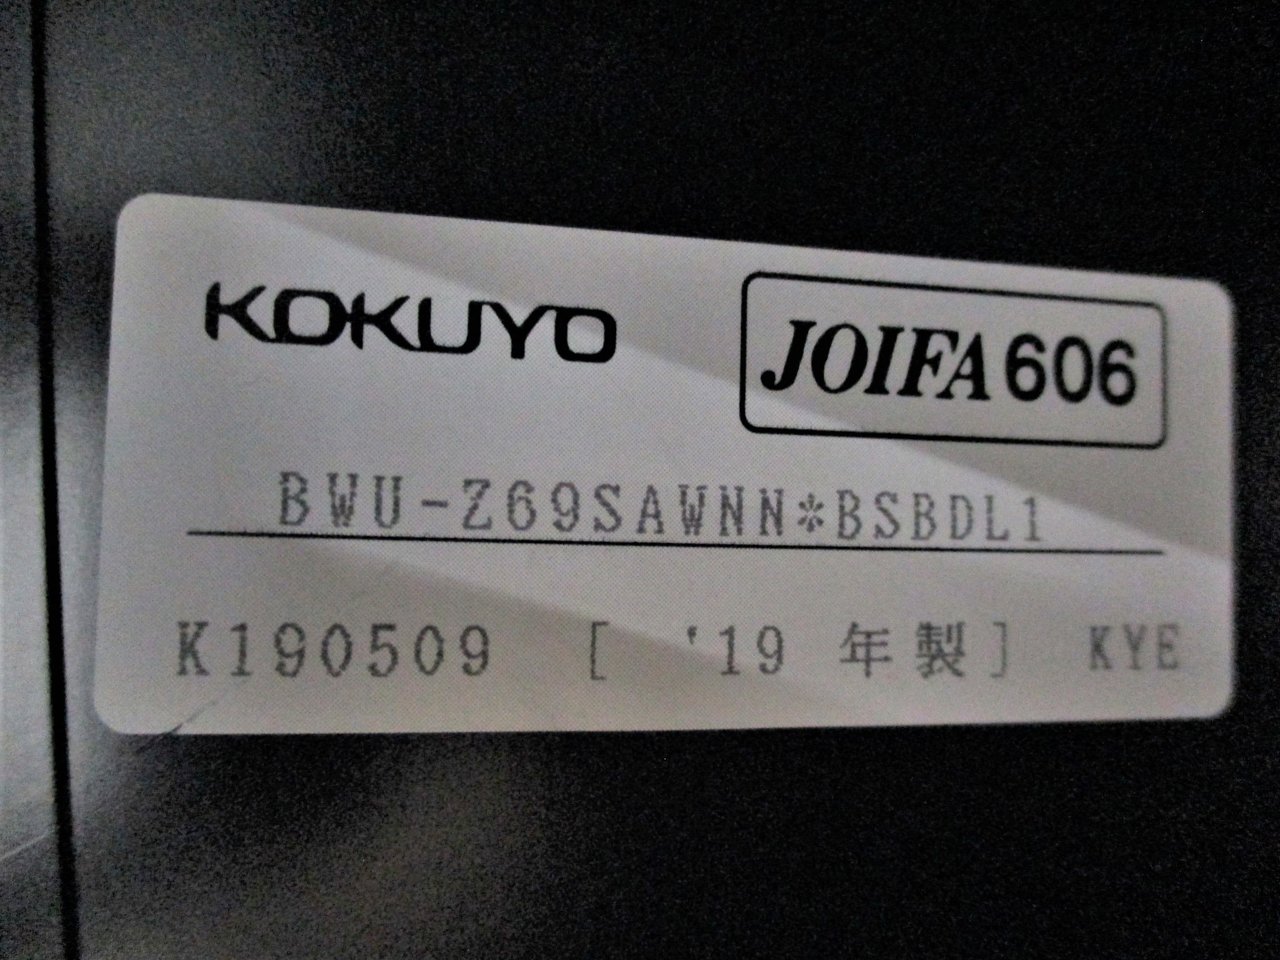 KOKUYO
JOIFA606
BWU-Z69SAWNN*BSBDL1
K190509 [ '19 年製] KYE